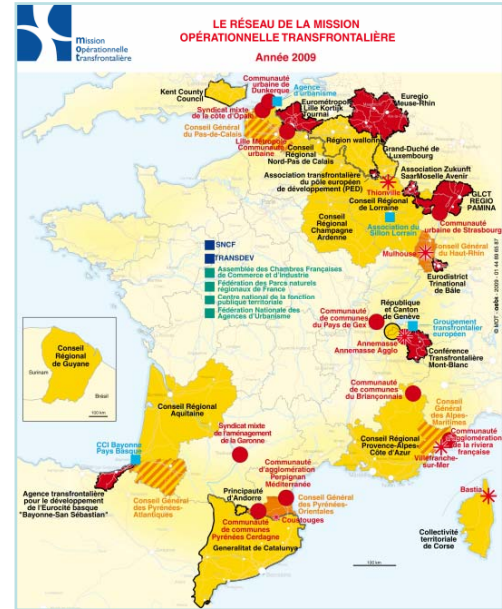 mission
opérationnelle
transfrontalière
LE RÉSEAU DE LA MISSION
OPÉRATIONNELLE TRANSFRONTALIÈRE
Année 2009
Kent County
Council
Communauté
urbaine de
Dunkerque
Agence
d'urbanisme
Syndicat mixte
de la côte d'Opale
Eurométropole
Lille Kortijk
Tournai
Euregio
Meuse-Rhin
Conseil Général
du Pas-de-Calais
Lille Métropole
Communauté
urbaine
Conseil
Régional
Nord-Pas de Calais
Région wallonne
Grand-Duché de
Luxembourg
Association transfrontalière
du pôle européen
de développement (PED)
Association Zukunft
SaarMoselle Avenir
Thionville
GLCT
REGIO
PAMINA
Conseil Régional
de Lorraine
Conseil
Régional
Champagne
Ardenne
Association du
Sillon Lorrain
Communauté
urbaine de Strasbourg
Conseil Général
du Haut-Rhin
Mulhouse
Eurodistrict
Trinational
de Bâle
SNCF
TRANSDEV
Assemblée des Chambres Françaises
de Commerce et d'Industrie
Fédération des Parcs naturels
régionaux de France
Centre national de la fonction
publique territoriale
Fédération Nationale des
Agences d'Urbanisme
République
et Canton
de Genève
Communauté
de communes
du Pays de Gex
Groupement
transfrontalier
européen
Annemasse
Annemasse Agglo
Conférence
Transfrontalière
Mont-Blanc
Conseil
Régional
de Guyane
Surinam
Brésil
100 km
Communauté
de communes
du Briançonnais
Conseil Régional
Aquitaine
Conseil
Général
des Alpes-
Maritimes
Syndicat mixte
de l'aménagement
de la Garonne
Conseil Régional
Provence-Alpes-
Côte d'Azur
Communauté
d'agglomération
de la riviera
française
Villefranche-
sur-Mer
CCI Bayonne
Pays Basque
Communauté
d'agglomération
Perpignan
Méditerranée
Bastia
Agence transfrontalière
pour le développement
de l'Eurocité basque
"Bayonne-San Sébastian"
Conseil Général
des Pyrénées-
Atlantiques
Principauté
d'Andorre
Conseil Général
des Pyrénées-
Orientales
Coustouges
Communauté
de communes
Pyrénées Cerdagne
Generalitat de Catalunya
Collectivité
territoriale
de Corse
100 km